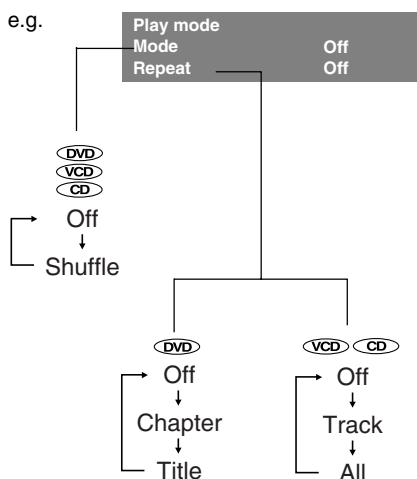 e.g.
Play mode
Mode Off
Repeat Off
DVD
VCD
CD
Off
Shuffle
DVD
Off
Chapter
Title
VCD CD
Off
Track
All